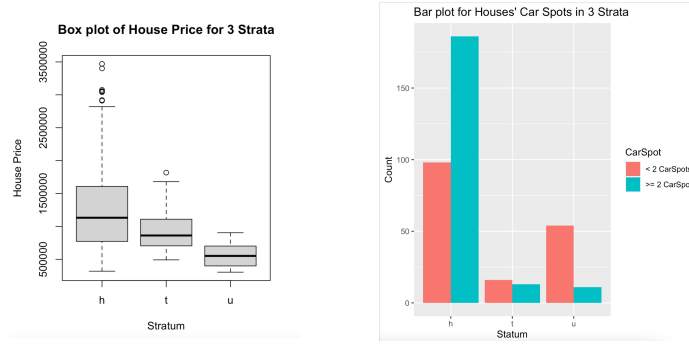 Box plot of House Price for 3 Strata
House Price
3500000
2500000
1500000
500000
h
t
u
Stratum
Bar plot for Houses' Car Spots in 3 Strata
Count
150
100
50
0
h
t
u
Statum
CarSpot
< 2 CarSpots
>= 2 CarSpo